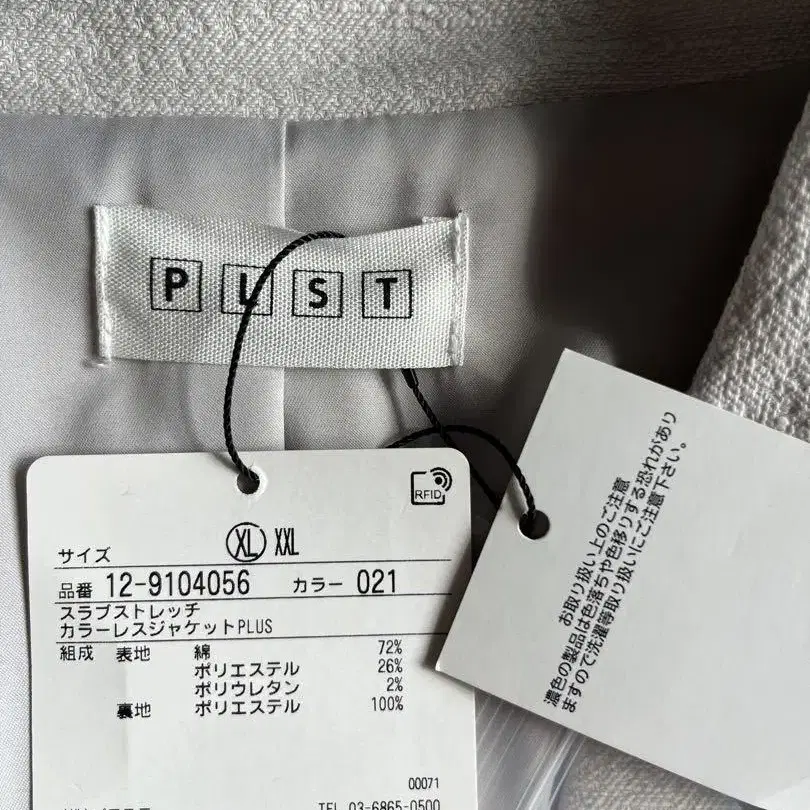 PLST
RFID
サイズ XL XXL
品番 12-9104056 カラー 021
スラブストレッチ
カラーレスジャケットPLUS
組成 表地 綿 72%
ポリエステル 26%
ポリウレタン 2%
裏地 ポリエステル 100%
00071
TEL 03-6865-0500
お取り扱い上のご注意
濃色の製品は色落ちや色移りする恐れがあり
ますので洗濯等取り扱いにご注意下さい。